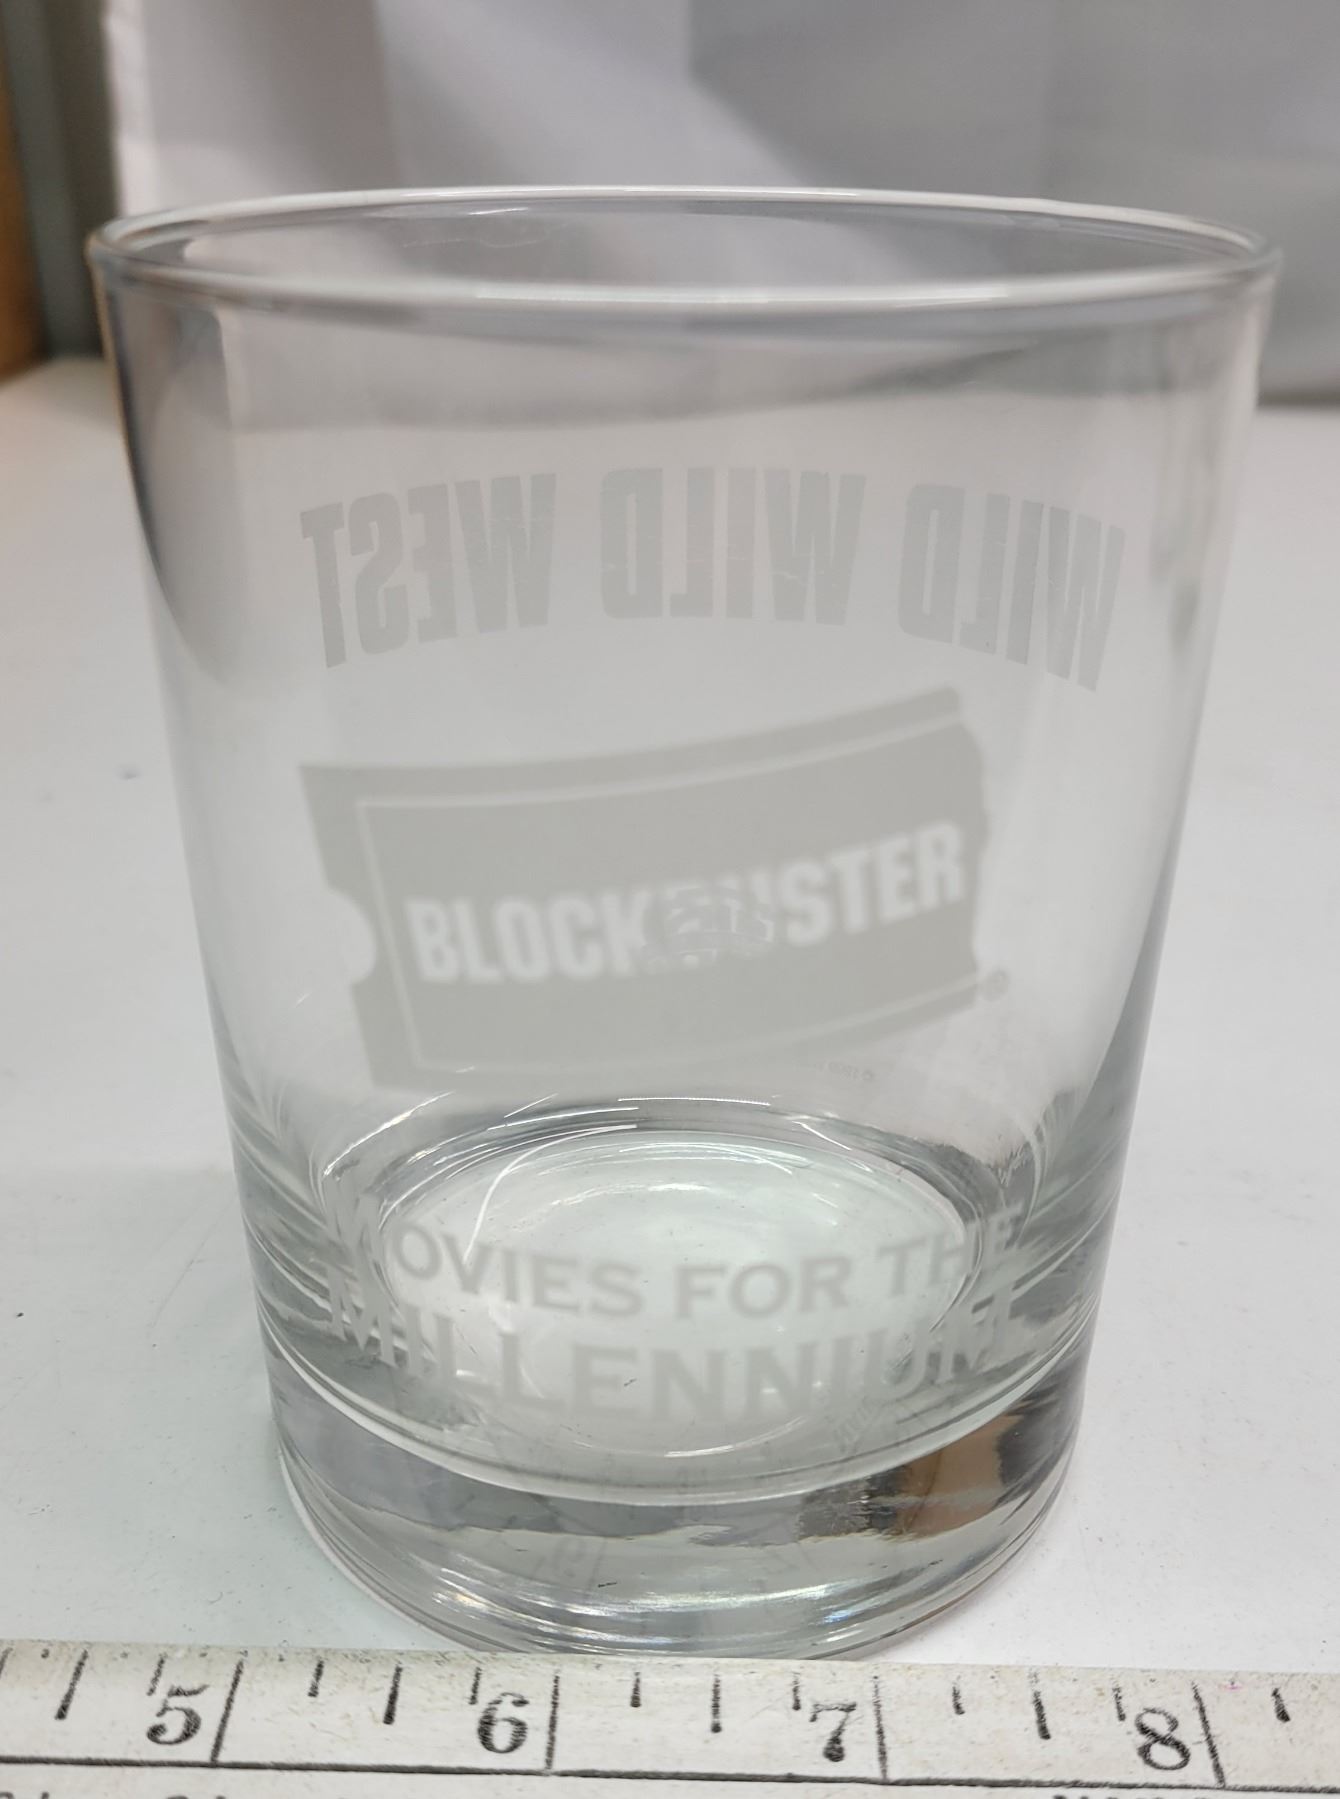 WILD WILD WEST
BLOCKBUSTER
®
MOVIES FOR THE
MILLENNIUM
5 6 7 8